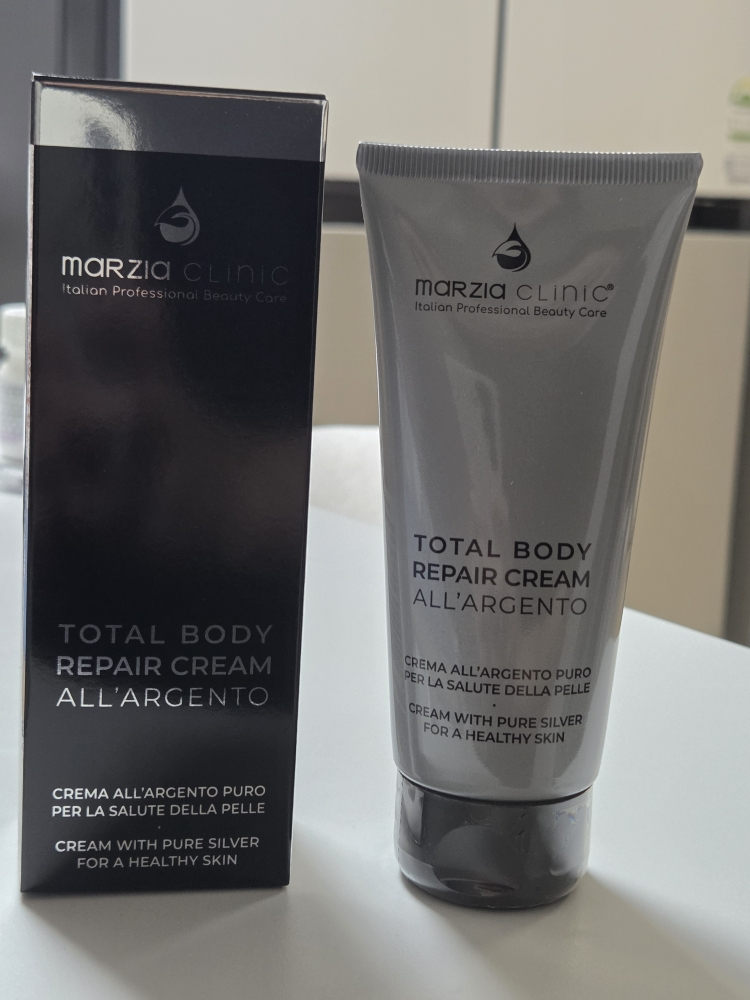 marzia clinic
Italian Professional Beauty Care
TOTAL BODY
REPAIR CREAM
ALL'ARGENTO
CREMA ALL'ARGENTO PURO
PER LA SALUTE DELLA PELLE
CREAM WITH PURE SILVER
FOR A HEALTHY SKIN
marzia clinic®
Italian Professional Beauty Care
TOTAL BODY
REPAIR CREAM
ALL'ARGENTO
CREMA ALL'ARGENTO PURO
PER LA SALUTE DELLA PELLE
CREAM WITH PURE SILVER
FOR A HEALTHY SKIN